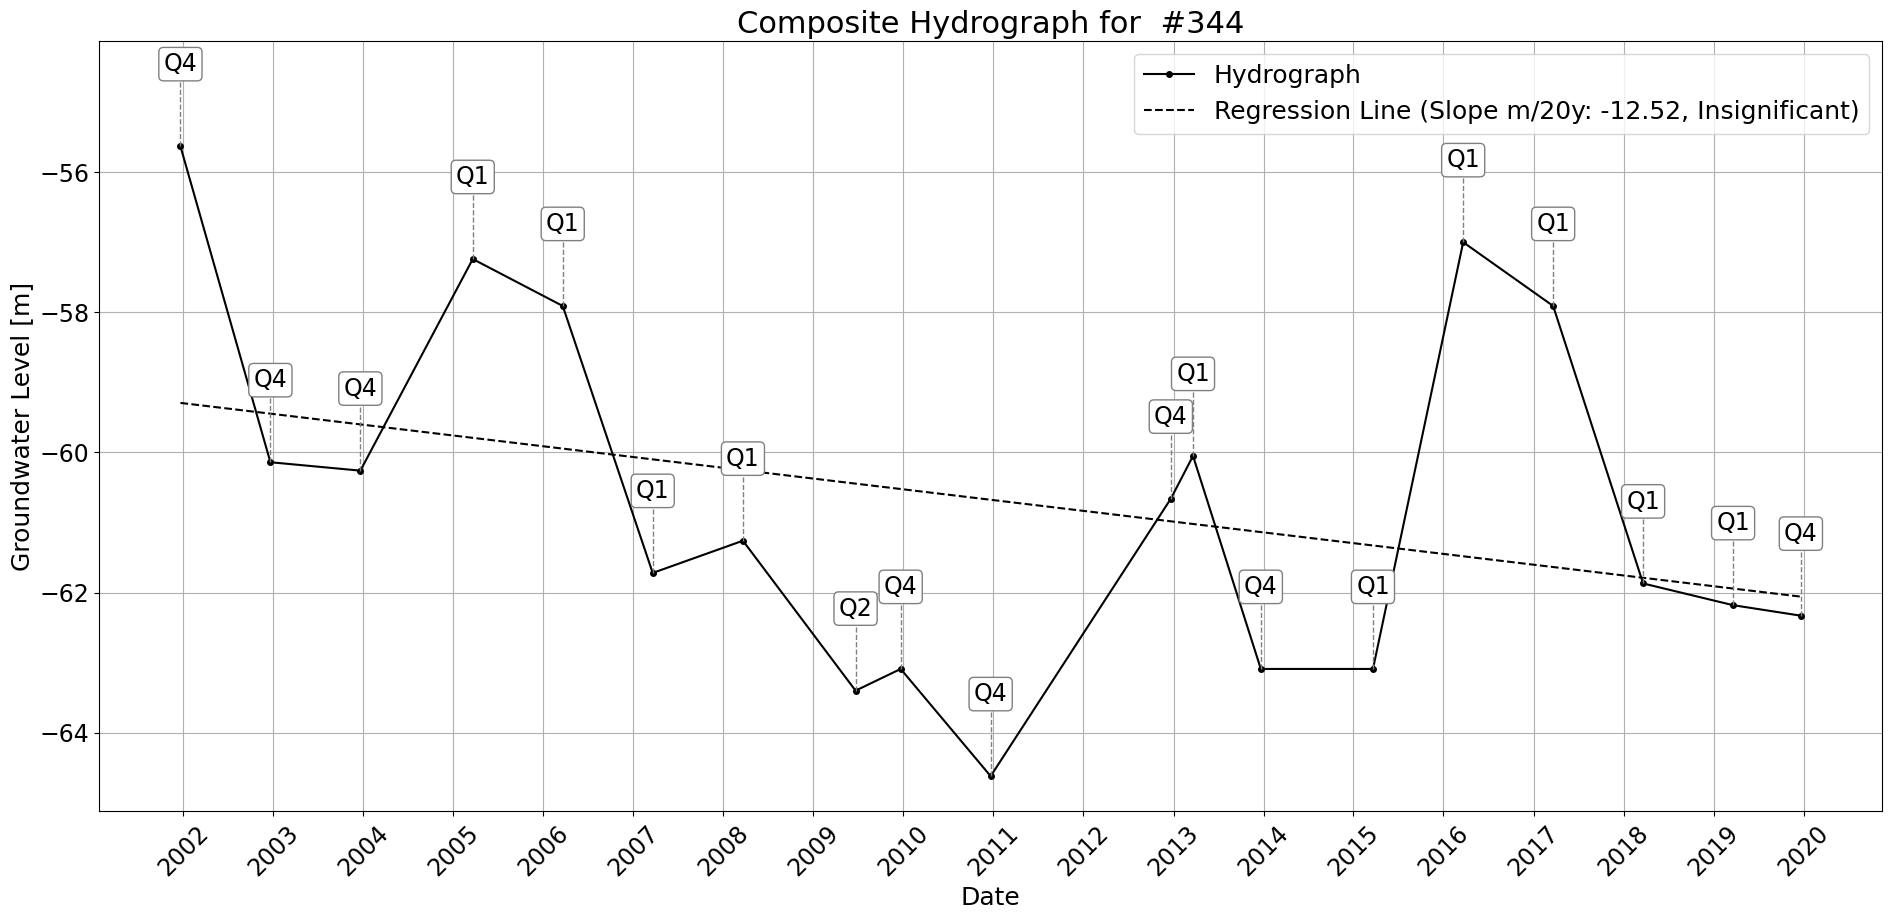 Composite Hydrograph for  #344
Hydrograph
Regression Line (Slope m/20y: -12.52, Insignificant)
Groundwater Level [m]
−56
−58
−60
−62
−64
Q4
Q4
Q4
Q1
Q1
Q1
Q1
Q2
Q4
Q4
Q4
Q1
Q4
Q1
Q1
Q1
Q1
Q1
Q4
2002
2003
2004
2005
2006
2007
2008
2009
2010
2011
2012
2013
2014
2015
2016
2017
2018
2019
2020
Date